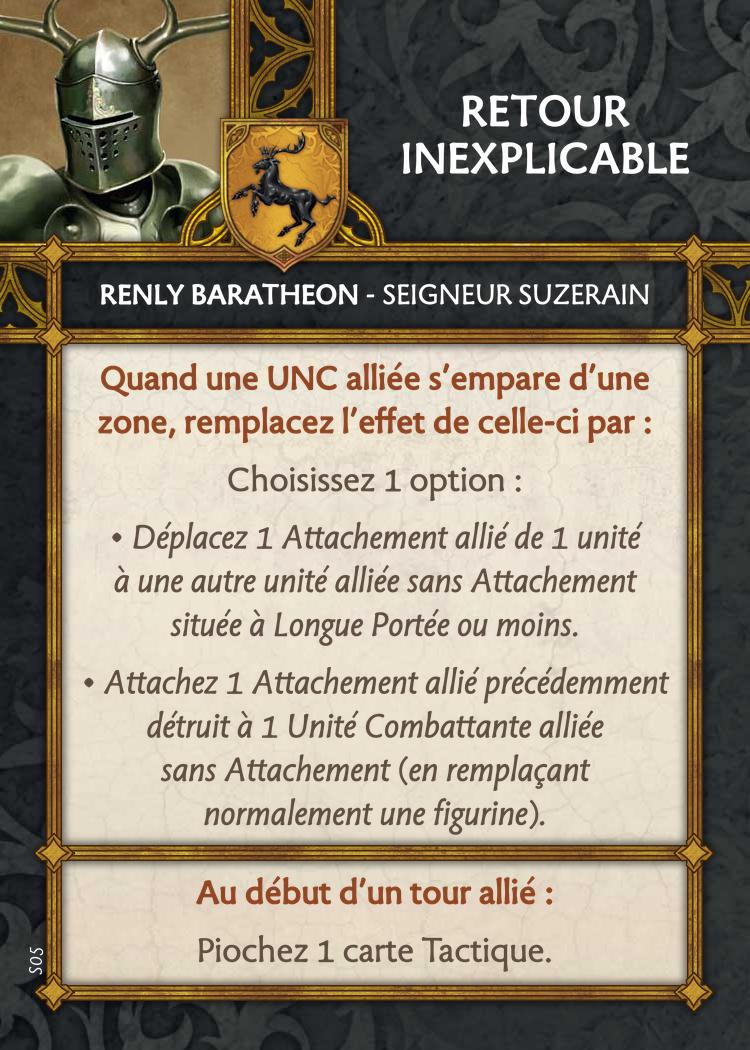 RETOUR
INEXPLICABLE
RENLY BARATHEON - SEIGNEUR SUZERAIN
Quand une UNC alliée s'empare d'une
zone, remplacez l'effet de celle-ci par :
Choisissez 1 option :
• Déplacez 1 Attachement allié de 1 unité
à une autre unité alliée sans Attachement
située à Longue Portée ou moins.
• Attachez 1 Attachement allié précédemment
détruit à 1 Unité Combattante alliée
sans Attachement (en remplaçant
normalement une figurine).
Au début d'un tour allié :
Piochez 1 carte Tactique.
S05